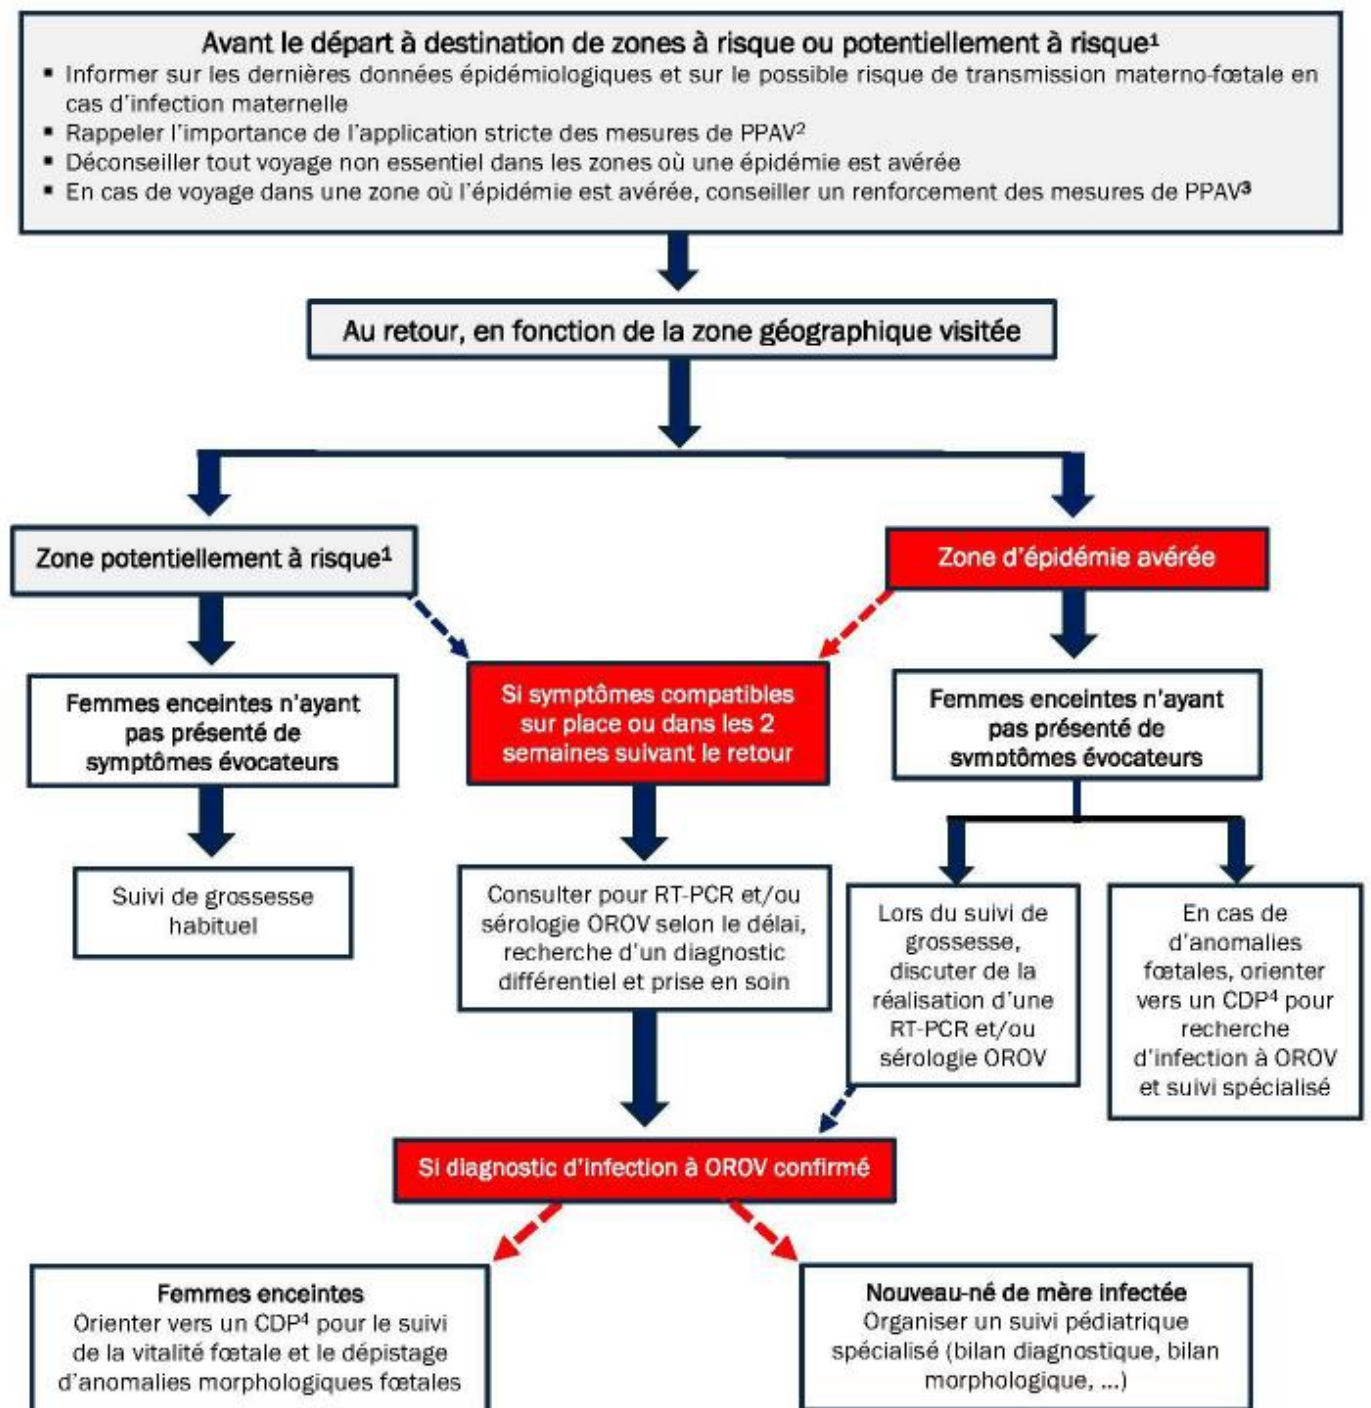 Avant le départ à destination de zones à risque ou potentiellement à risque¹
▪ Informer sur les dernières données épidémiologiques et sur le possible risque de transmission materno-fœtale en
cas d'infection maternelle
▪ Rappeler l'importance de l'application stricte des mesures de PPAV²
▪ Déconseiller tout voyage non essentiel dans les zones où une épidémie est avérée
▪ En cas de voyage dans une zone où l'épidémie est avérée, conseiller un renforcement des mesures de PPAV³
Au retour, en fonction de la zone géographique visitée
Zone potentiellement à risque¹
Zone d'épidémie avérée
Femmes enceintes n'ayant
pas présenté de
symptômes évocateurs
Si symptômes compatibles
sur place ou dans les 2
semaines suivant le retour
Femmes enceintes n'ayant
pas présenté de
symptômes évocateurs
Suivi de grossesse
habituel
Consulter pour RT-PCR et/ou
sérologie OROV selon le délai,
recherche d'un diagnostic
différentiel et prise en soin
Lors du suivi de
grossesse,
discuter de la
réalisation d'une
RT-PCR et/ou
sérologie OROV
En cas de
d'anomalies
fœtales, orienter
vers un CDP⁴ pour
recherche
d'infection à OROV
et suivi spécialisé
Si diagnostic d'infection à OROV confirmé
Femmes enceintes
Orienter vers un CDP⁴ pour le suivi
de la vitalité fœtale et le dépistage
d'anomalies morphologiques fœtales
Nouveau-né de mère infectée
Organiser un suivi pédiatrique
spécialisé (bilan diagnostique, bilan
morphologique, ...)